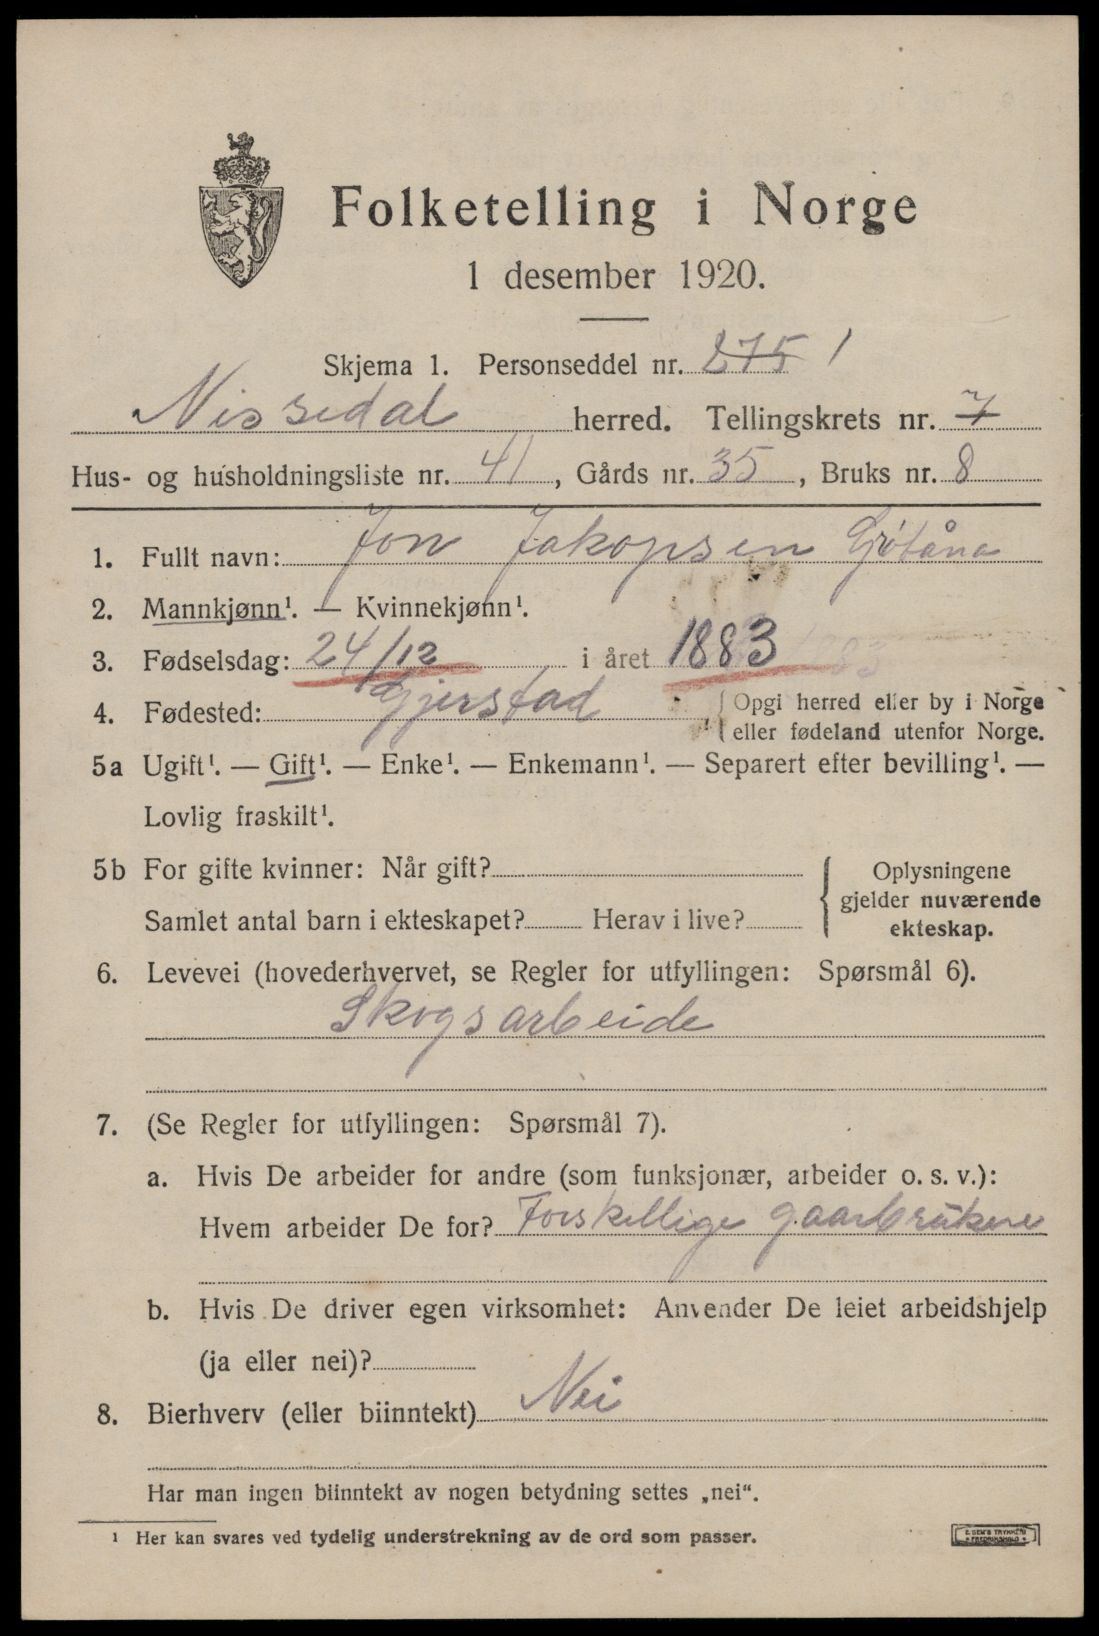 Folketelling i Norge
1 desember 1920.
Skjema 1. Personseddel nr. 275 1
Nissedal herred. Tellingskrets nr. 7
Hus- og husholdningsliste nr. 41, Gårds nr. 35, Bruks nr. 8
1. Fullt navn: Jon Jakopsen Grötåna
2. Mannkjønn¹. — Kvinnekjønn¹.
3. Fødselsdag: 24/12 i året 1883
4. Fødested: Gjerstad { Opgi herred eller by i Norge
¹ { eller fødeland utenfor Norge.
5a Ugift¹. — Gift¹. — Enke¹. — Enkemann¹. — Separert efter bevilling¹. —
Lovlig fraskilt¹.
5b For gifte kvinner: Når gift?
Samlet antal barn i ekteskapet? Herav i live?
{ Oplysningene
gjelder nuværende
ekteskap.
6. Levevei (hovederhvervet, se Regler for utfyllingen: Spørsmål 6).
Skogsarbeide
7. (Se Regler for utfyllingen: Spørsmål 7).
a. Hvis De arbeider for andre (som funksjonær, arbeider o. s. v.):
Hvem arbeider De for? Forskellige gaarbrukere
b. Hvis De driver egen virksomhet: Anvender De leiet arbeidshjelp
(ja eller nei)?
8. Bierhverv (eller biinntekt) Nei
Har man ingen biinntekt av nogen betydning settes „nei“.
¹ Her kan svares ved tydelig understrekning av de ord som passer.